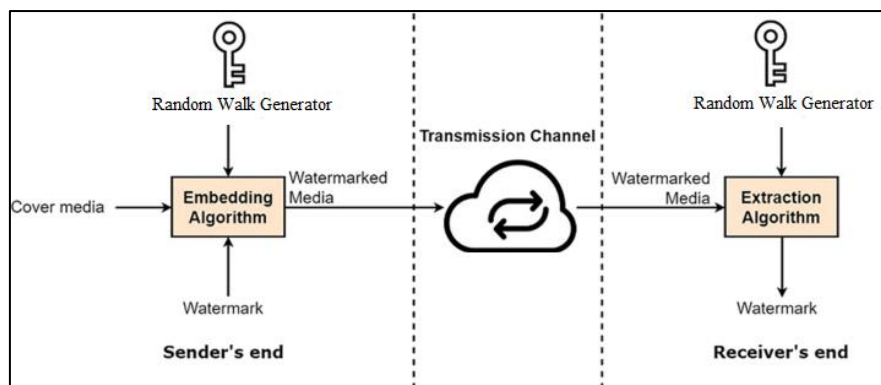 Random Walk Generator
Random Walk Generator
Transmission Channel
Cover media
Embedding
Algorithm
Watermarked
Media
Watermarked
Media
Extraction
Algorithm
Watermark
Watermark
Sender's end
Receiver's end